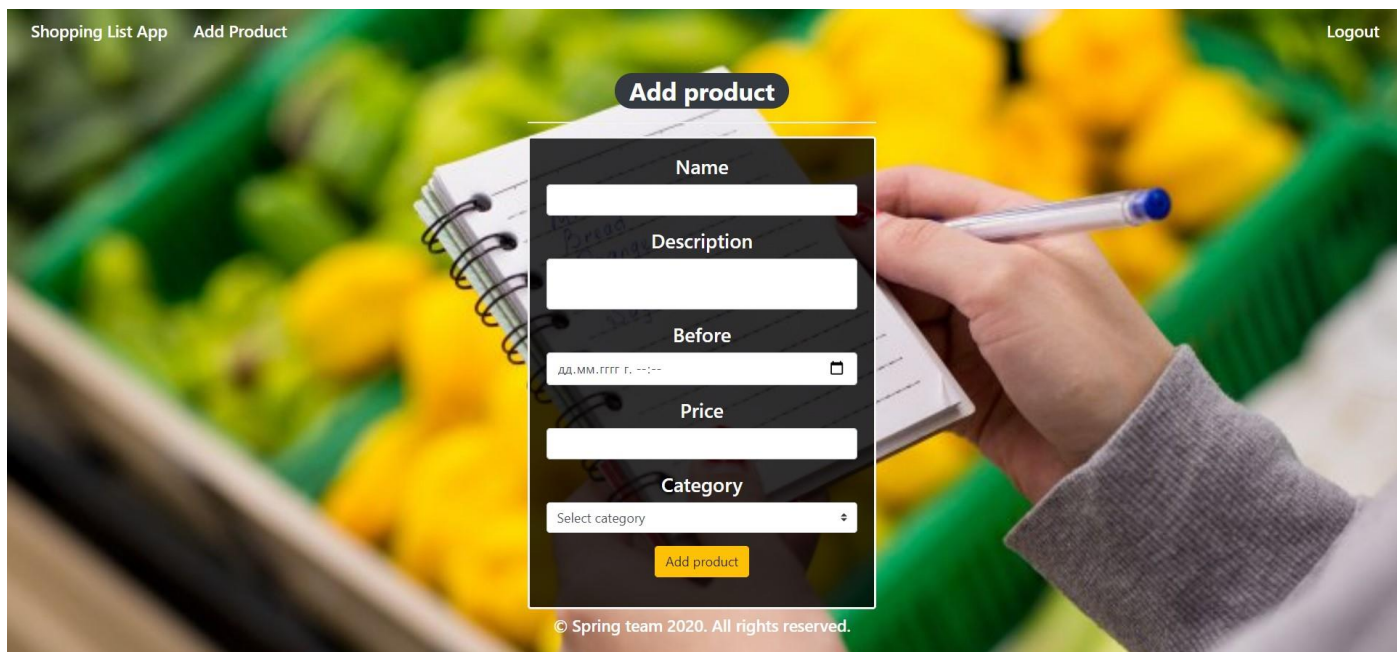 Shopping List App Add Product Logout
Add product
Name
Description
Before
дд.мм.гггг г. --:--
Price
Category
Select category
Add product
© Spring team 2020. All rights reserved.